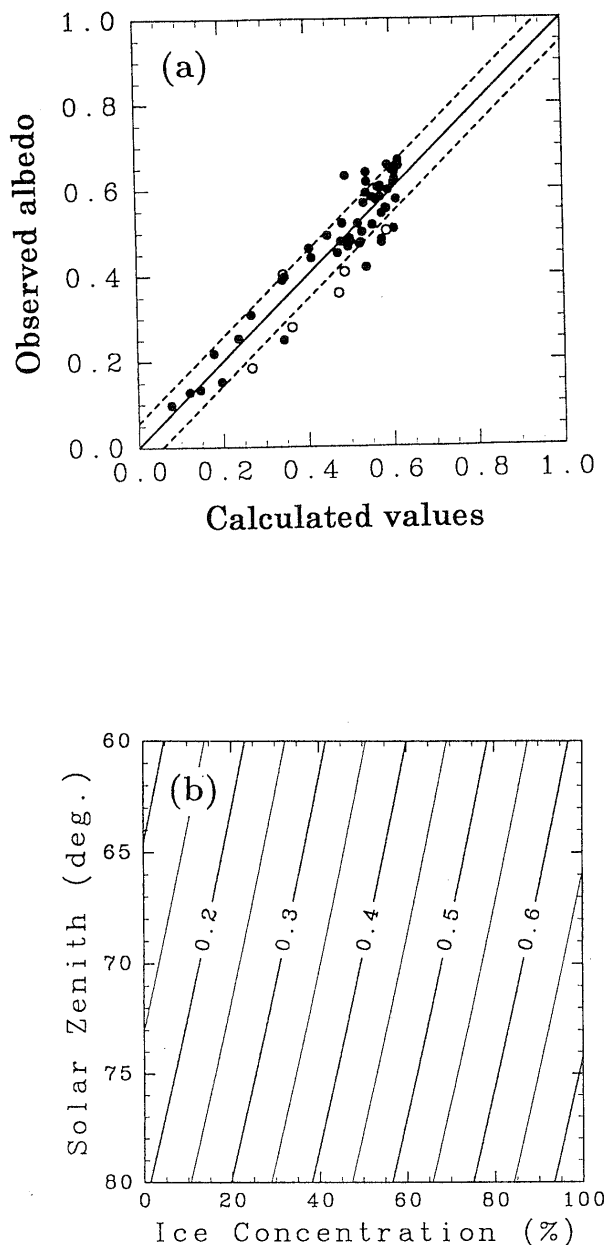 1.0
(a)
0.8
0.6
0.4
0.2
0.0
0.0 0.2 0.4 0.6 0.8 1.0
Observed albedo
Calculated values
60
(b)
65
0.2 0.3 0.4 0.5 0.6
70
75
80
0 20 40 60 80 100
Solar Zenith (deg.)
Ice Concentration (%)